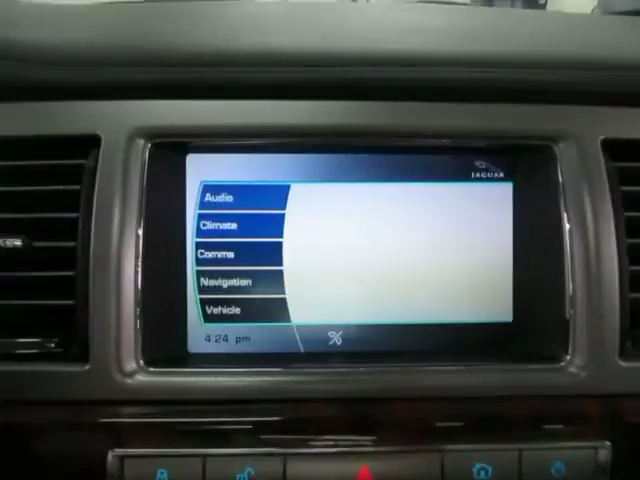 JAGUAR
Audio
Climate
Comms
Navigation
Vehicle
4:24 pm